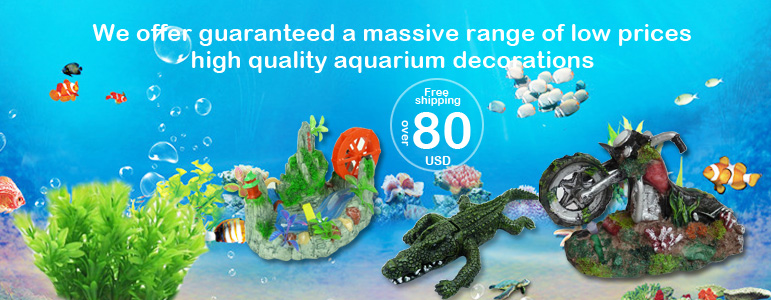 We offer guaranteed a massive range of low prices
high quality aquarium decorations
Free
shipping
over
80
USD